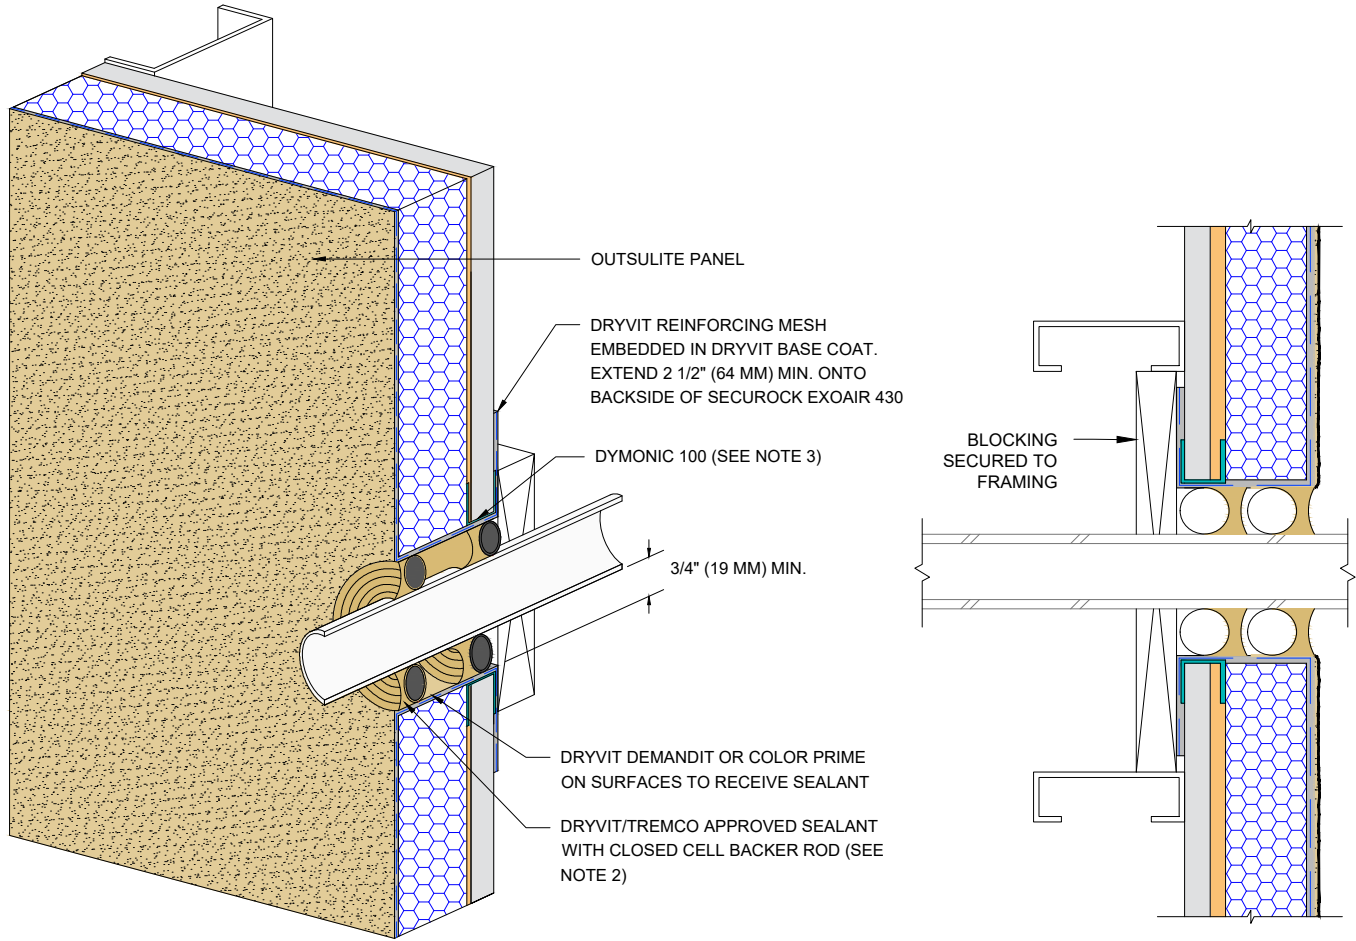 OUTSULITE PANEL
DRYVIT REINFORCING MESH
EMBEDDED IN DRYVIT BASE COAT.
EXTEND 2 1/2" (64 MM) MIN. ONTO
BACKSIDE OF SECUROCK EXOAIR 430
DYMONIC 100 (SEE NOTE 3)
3/4" (19 MM) MIN.
DRYVIT DEMANDIT OR COLOR PRIME
ON SURFACES TO RECEIVE SEALANT
DRYVIT/TREMCO APPROVED SEALANT
WITH CLOSED CELL BACKER ROD (SEE
NOTE 2)
BLOCKING
SECURED TO
FRAMING